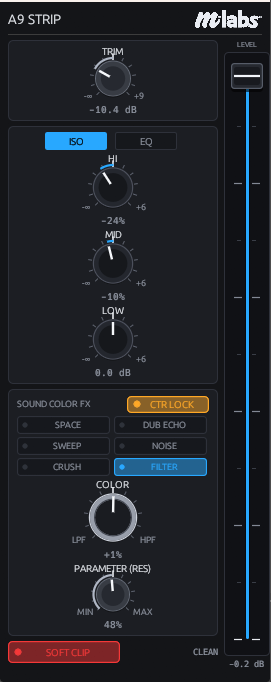 A9 STRIP
mlabs
LEVEL
TRIM
-∞ +9
-10.4 dB
ISO EQ
HI
-∞ +6
-24%
MID
-∞ +6
-10%
LOW
-∞ +6
0.0 dB
SOUND COLOR FX CTR LOCK
SPACE DUB ECHO
SWEEP NOISE
CRUSH FILTER
COLOR
LPF HPF
+1%
PARAMETER (RES)
MIN MAX
48%
SOFT CLIP CLEAN
-0.2 dB